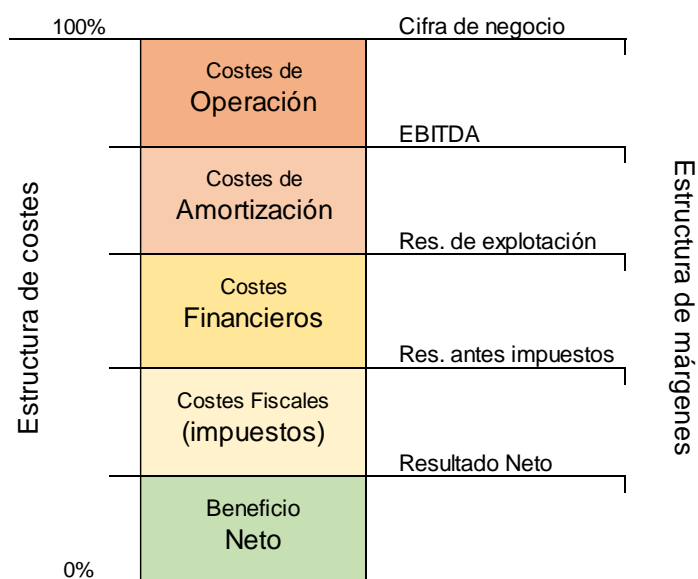 100%
Cifra de negocio
Costes de
Operación
EBITDA
Costes de
Amortización
Res. de explotación
Costes
Financieros
Res. antes impuestos
Costes Fiscales
(impuestos)
Resultado Neto
Beneficio
Neto
0%
Estructura de costes
Estructura de márgenes